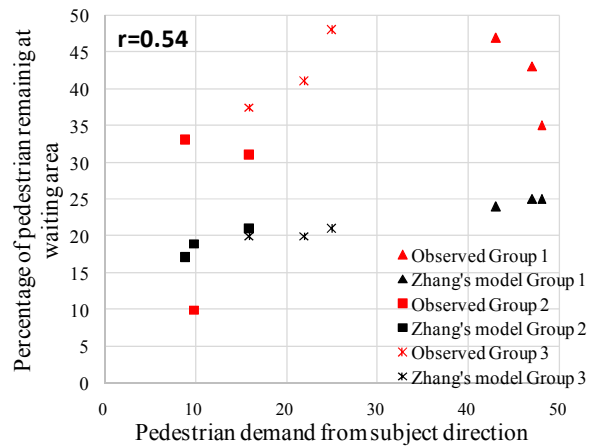 r=0.54
Percentage of pedestrian remainig at
waiting area
50
45
40
35
30
25
20
15
10
5
0
0 10 20 30 40 50
Pedestrian demand from subject direction
Observed Group 1
Zhang's model Group 1
Observed Group 2
Zhang's model Group 2
Observed Group 3
Zhang's model Group 3